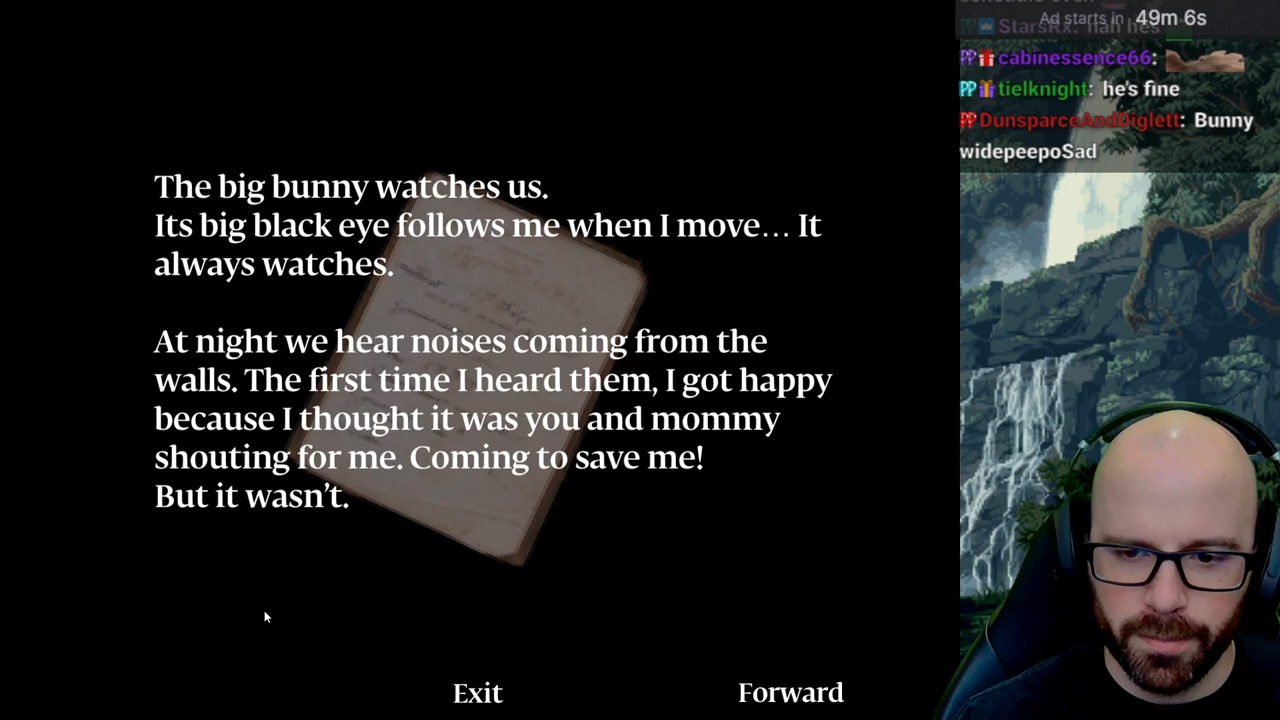 Ad starts in 49m 6s
StarsRx: nah hes
cabinessence66:
tielknight: he's fine
DunsparceAndDiglett: Bunny
widepeepoSad
The big bunny watches us.
Its big black eye follows me when I move… It
always watches.
At night we hear noises coming from the
walls. The first time I heard them, I got happy
because I thought it was you and mommy
shouting for me. Coming to save me!
But it wasn't.
Exit
Forward